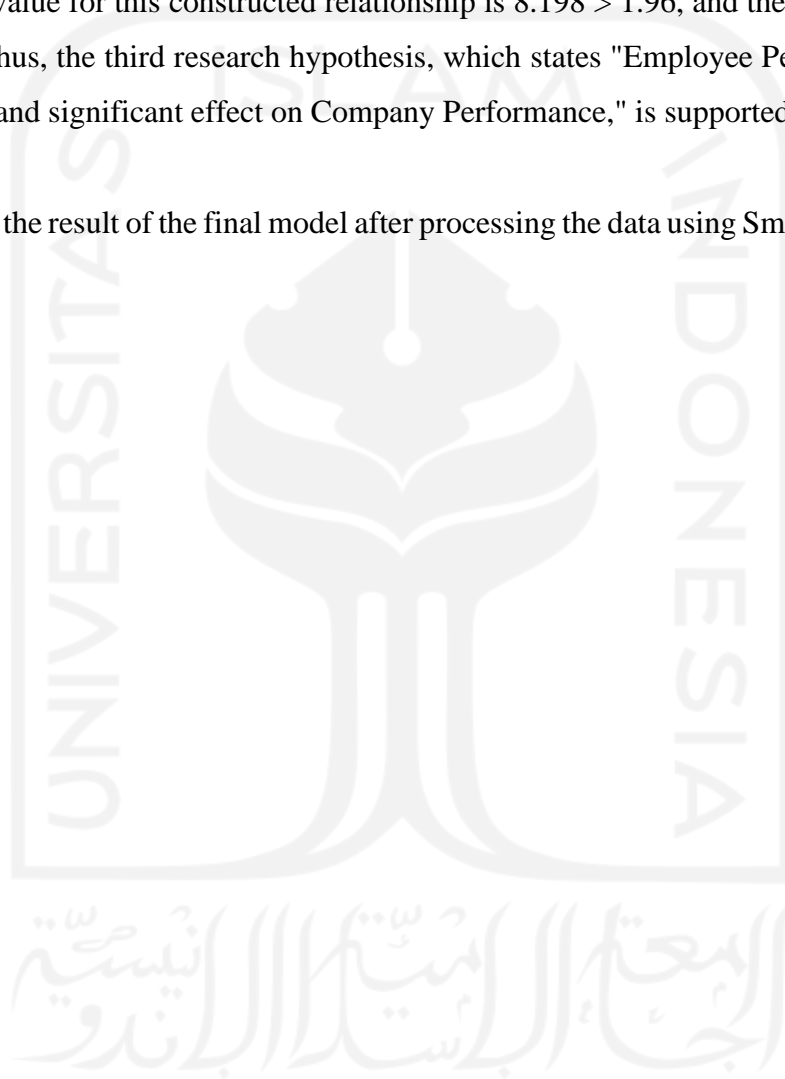 value for this constructed relationship is 8.198 > 1.96, and the
hus, the third research hypothesis, which states "Employee Pe
and significant effect on Company Performance," is supported
the result of the final model after processing the data using Sm
ISLAM
UNIVERSITAS
INDONESIA